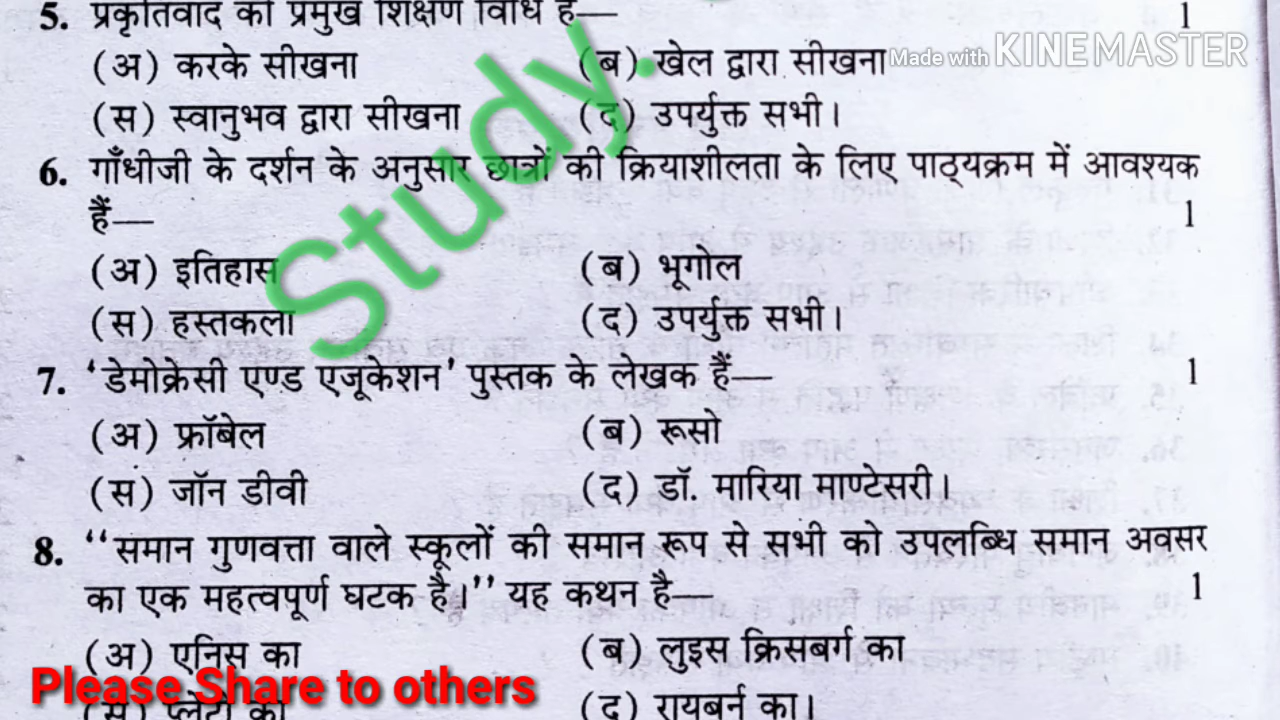 5. प्रकृतिवाद की प्रमुख शिक्षण विधि है— 1
(अ) करके सीखना (ब) खेल द्वारा सीखना
Made with KINEMASTER
(स) स्वानुभव द्वारा सीखना (द) उपर्युक्त सभी।
6. गाँधीजी के दर्शन के अनुसार छात्रों की क्रियाशीलता के लिए पाठ्यक्रम में आवश्यक
हैं— 1
(अ) इतिहास (ब) भूगोल
(स) हस्तकला (द) उपर्युक्त सभी।
Study.
7. 'डेमोक्रेसी एण्ड एजूकेशन' पुस्तक के लेखक हैं— 1
(अ) फ्रॉबेल (ब) रूसो
(स) जॉन डीवी (द) डॉ. मारिया माण्टेसरी।
8. ''समान गुणवत्ता वाले स्कूलों की समान रूप से सभी को उपलब्धि समान अवसर
का एक महत्वपूर्ण घटक है।'' यह कथन है— 1
(अ) एनिस का (ब) लुइस क्रिसबर्ग का
Please Share to others
(स) प्लेटो का (द) रायबर्न का।